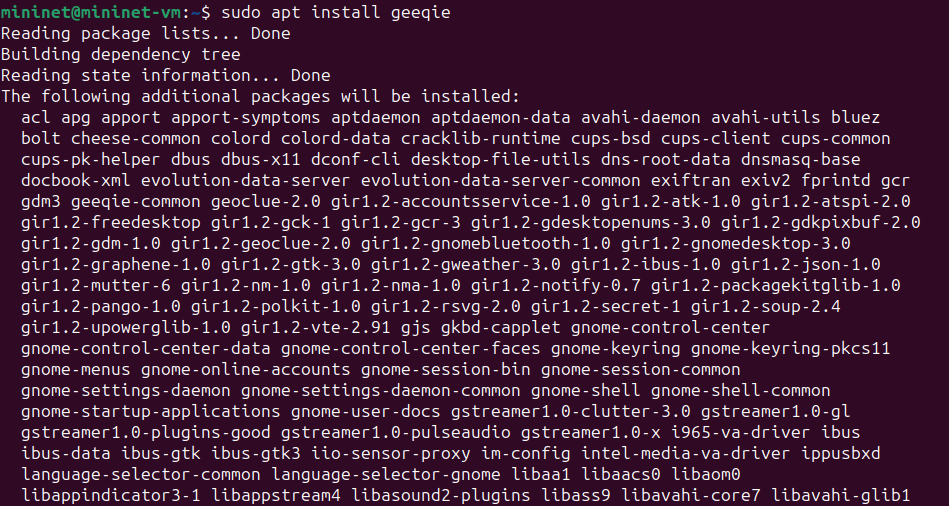 mininet@mininet-vm:~$ sudo apt install geeqie
Reading package lists... Done
Building dependency tree
Reading state information... Done
The following additional packages will be installed:
  acl apg apport apport-symptoms aptdaemon aptdaemon-data avahi-daemon avahi-utils bluez
  bolt cheese-common colord colord-data cracklib-runtime cups-bsd cups-client cups-common
  cups-pk-helper dbus dbus-x11 dconf-cli desktop-file-utils dns-root-data dnsmasq-base
  docbook-xml evolution-data-server evolution-data-server-common exiftran exiv2 fprintd gcr
  gdm3 geeqie-common geoclue-2.0 gir1.2-accountsservice-1.0 gir1.2-atk-1.0 gir1.2-atspi-2.0
  gir1.2-freedesktop gir1.2-gck-1 gir1.2-gcr-3 gir1.2-gdesktopenums-3.0 gir1.2-gdkpixbuf-2.0
  gir1.2-gdm-1.0 gir1.2-geoclue-2.0 gir1.2-gnomebluetooth-1.0 gir1.2-gnomedesktop-3.0
  gir1.2-graphene-1.0 gir1.2-gtk-3.0 gir1.2-gweather-3.0 gir1.2-ibus-1.0 gir1.2-json-1.0
  gir1.2-mutter-6 gir1.2-nm-1.0 gir1.2-nma-1.0 gir1.2-notify-0.7 gir1.2-packagekitglib-1.0
  gir1.2-pango-1.0 gir1.2-polkit-1.0 gir1.2-rsvg-2.0 gir1.2-secret-1 gir1.2-soup-2.4
  gir1.2-upowerglib-1.0 gir1.2-vte-2.91 gjs gkbd-capplet gnome-control-center
  gnome-control-center-data gnome-control-center-faces gnome-keyring gnome-keyring-pkcs11
  gnome-menus gnome-online-accounts gnome-session-bin gnome-session-common
  gnome-settings-daemon gnome-settings-daemon-common gnome-shell gnome-shell-common
  gnome-startup-applications gnome-user-docs gstreamer1.0-clutter-3.0 gstreamer1.0-gl
  gstreamer1.0-plugins-good gstreamer1.0-pulseaudio gstreamer1.0-x i965-va-driver ibus
  ibus-data ibus-gtk ibus-gtk3 iio-sensor-proxy im-config intel-media-va-driver ippusbxd
  language-selector-common language-selector-gnome libaa1 libaacs0 libaom0
  libappindicator3-1 libappstream4 libasound2-plugins libass9 libavahi-core7 libavahi-glib1